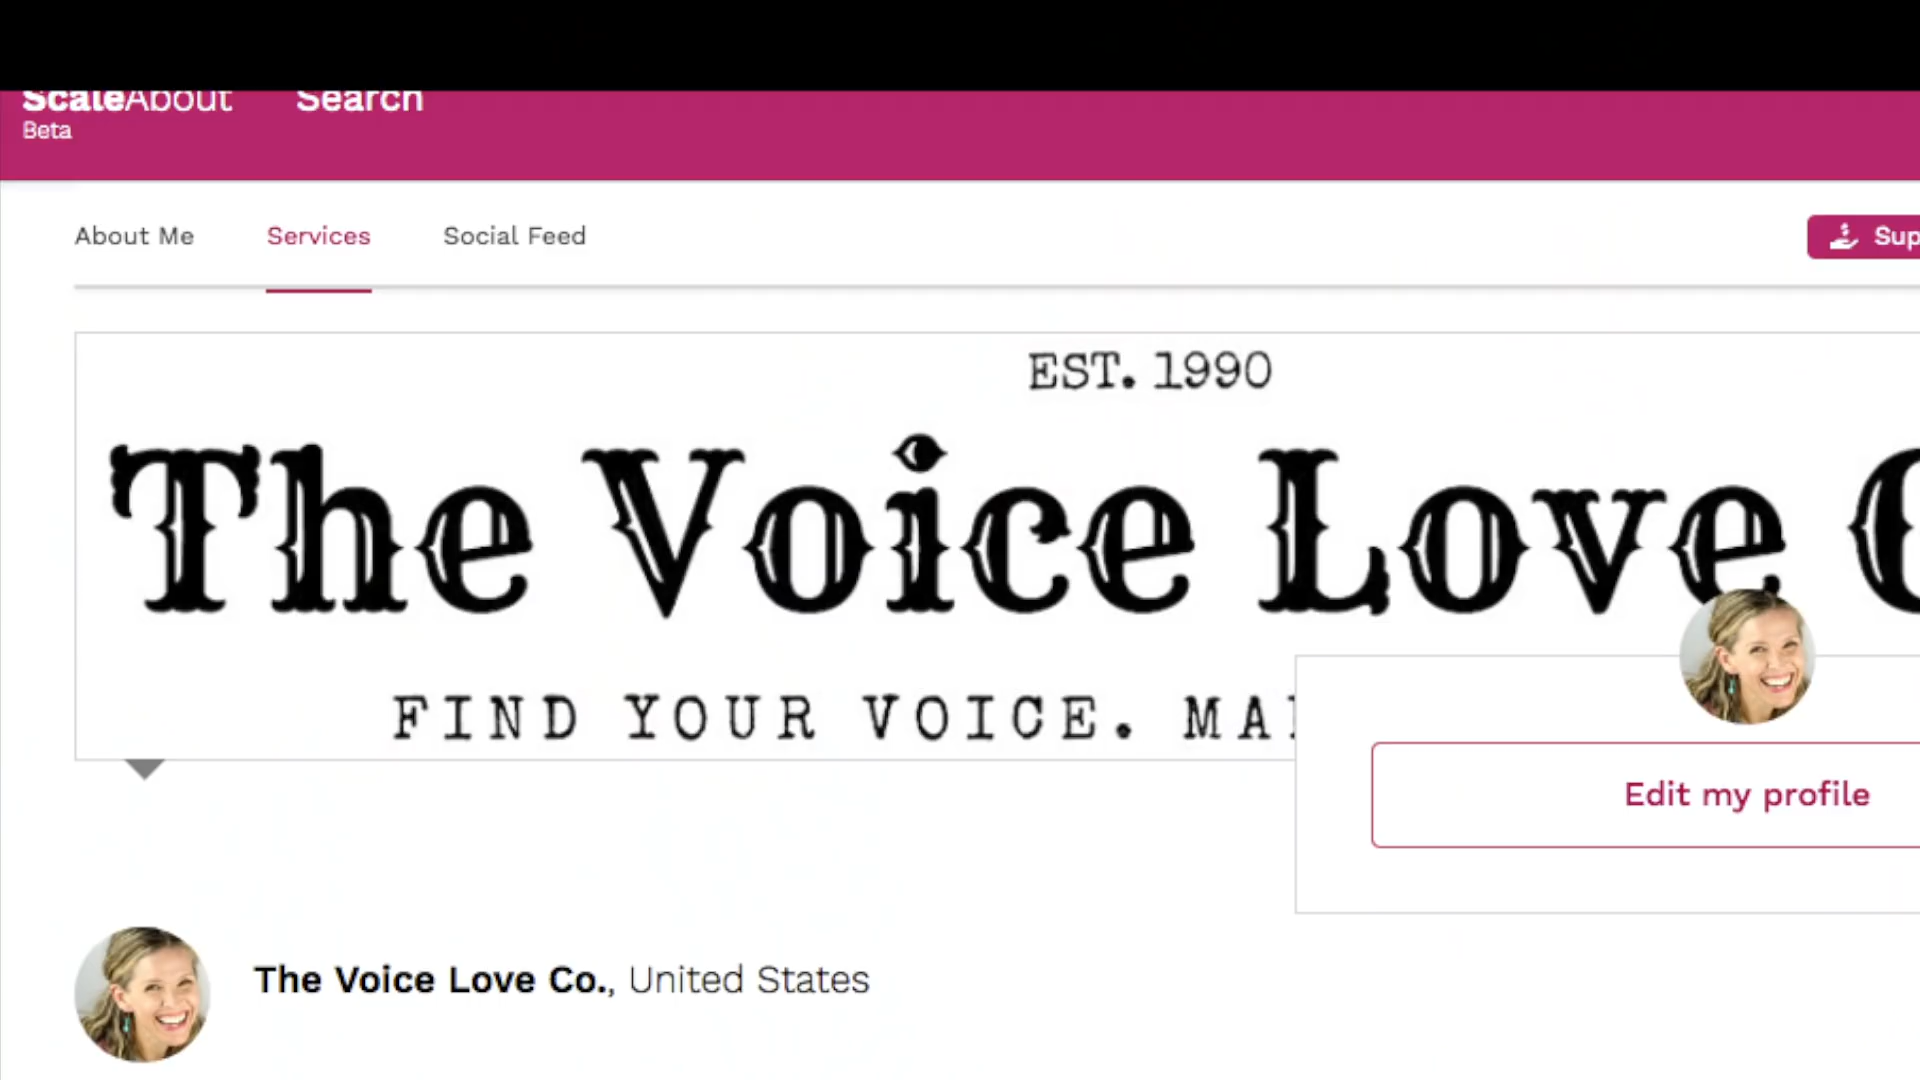 ScaleAbout Search
Beta
About Me Services Social Feed
EST. 1990
The Voice Love
FIND YOUR VOICE.
Edit my profile
The Voice Love Co., United States